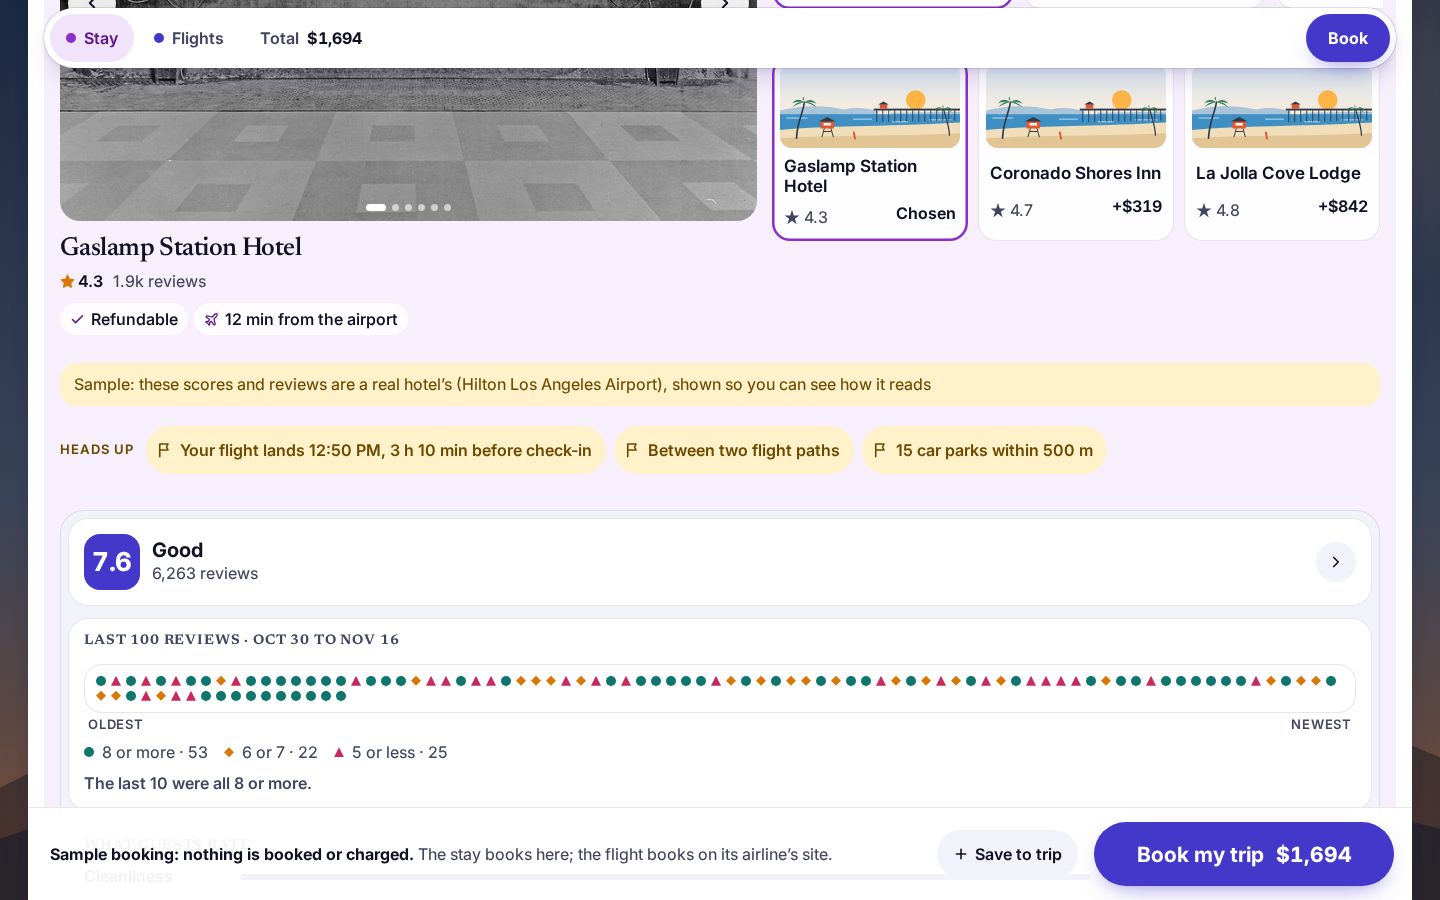 Stay
Flights
Total $1,694
Book
Gaslamp Station
Hotel
4.3
Chosen
Coronado Shores Inn
4.7
+$319
La Jolla Cove Lodge
4.8
+$842
Gaslamp Station Hotel
4.3 1.9k reviews
Refundable
12 min from the airport
Sample: these scores and reviews are a real hotel’s (Hilton Los Angeles Airport), shown so you can see how it reads
HEADS UP
Your flight lands 12:50 PM, 3 h 10 min before check-in
Between two flight paths
15 car parks within 500 m
7.6
Good
6,263 reviews
LAST 100 REVIEWS · OCT 30 TO NOV 16
OLDEST
NEWEST
8 or more · 53
6 or 7 · 22
5 or less · 25
The last 10 were all 8 or more.
WHAT GUESTS RATE
Sample booking: nothing is booked or charged. The stay books here; the flight books on its airline’s site.
Cleanliness
+ Save to trip
Book my trip $1,694